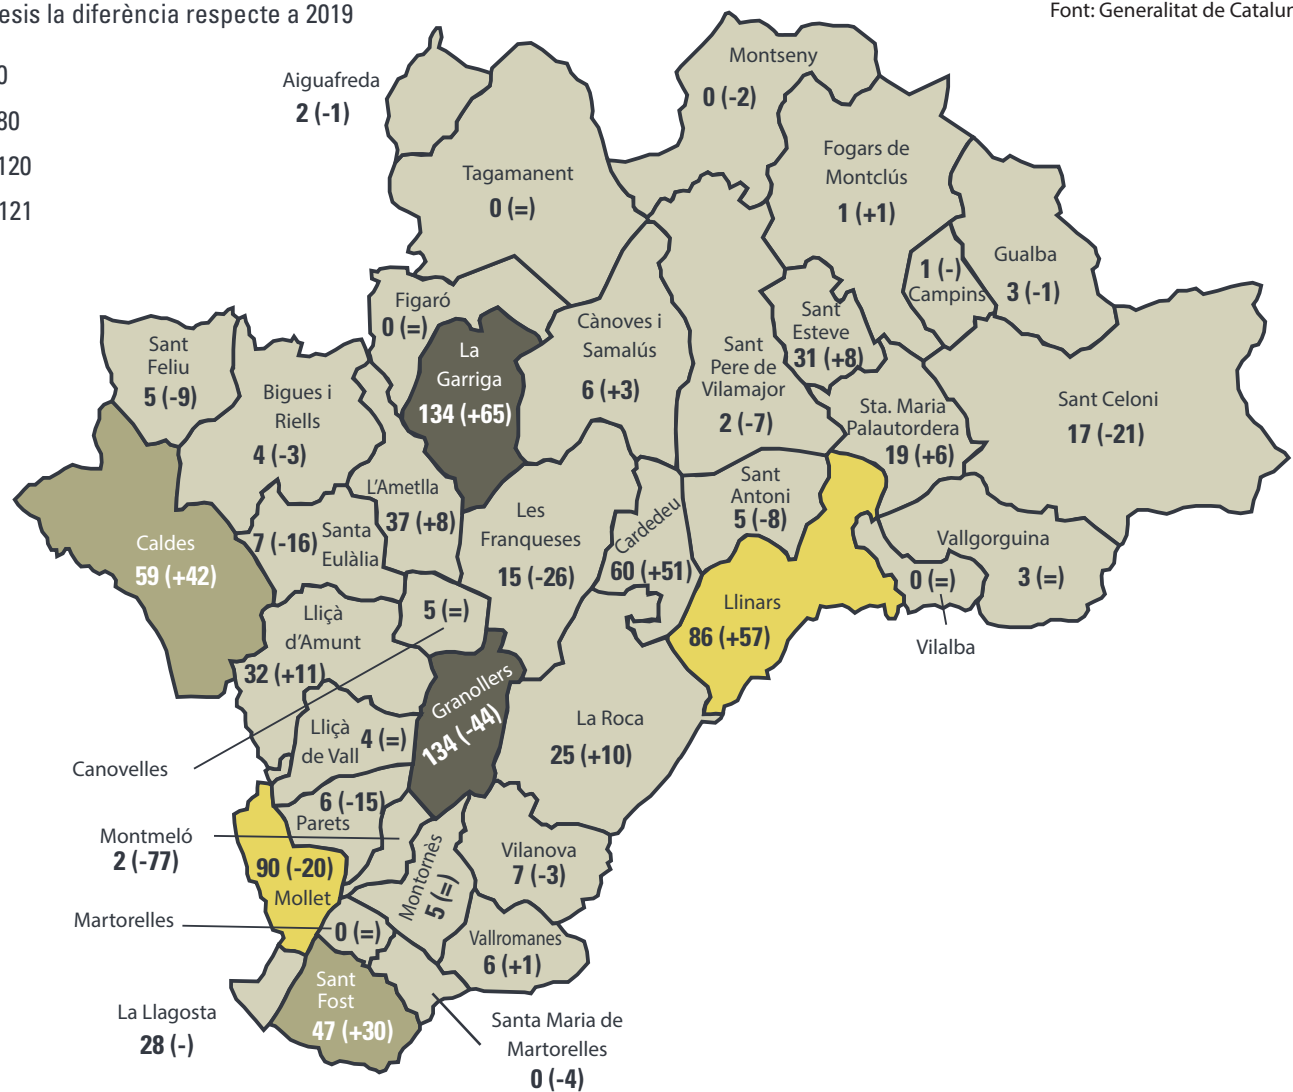 esis la diferència respecte a 2019
Font: Generalitat de Catalun
0
80
120
121
Aiguafreda
2 (-1)
Montseny
0 (-2)
Tagamanent
0 (=)
Fogars de
Montclús
1 (+1)
Gualba
3 (-1)
1 (-)
Campins
Figaró
0 (=)
La
Garriga
134 (+65)
Cànoves i
Samalús
6 (+3)
Sant
Esteve
31 (+8)
Sant
Pere de
Vilamajor
2 (-7)
Sant
Feliu
5 (-9)
Bigues i
Riells
4 (-3)
Sta. Maria
Palautordera
19 (+6)
Sant Celoni
17 (-21)
L'Ametlla
37 (+8)
Les
Franqueses
15 (-26)
Cardedeu
60 (+51)
Sant
Antoni
5 (-8)
Caldes
59 (+42)
7 (-16)
Santa
Eulàlia
Vallgorguina
3 (=)
0 (=)
Vilalba
Llinars
86 (+57)
Lliçà
d'Amunt
32 (+11)
5 (=)
Canovelles
Granollers
134 (-44)
La Roca
25 (+10)
Lliçà
de Vall
4 (=)
6 (-15)
Parets
Montmeló
2 (-77)
90 (-20)
Mollet
Montornès
5 (=)
Vilanova
7 (-3)
Martorelles
0 (=)
Vallromanes
6 (+1)
Sant
Fost
47 (+30)
La Llagosta
28 (-)
Santa Maria de
Martorelles
0 (-4)